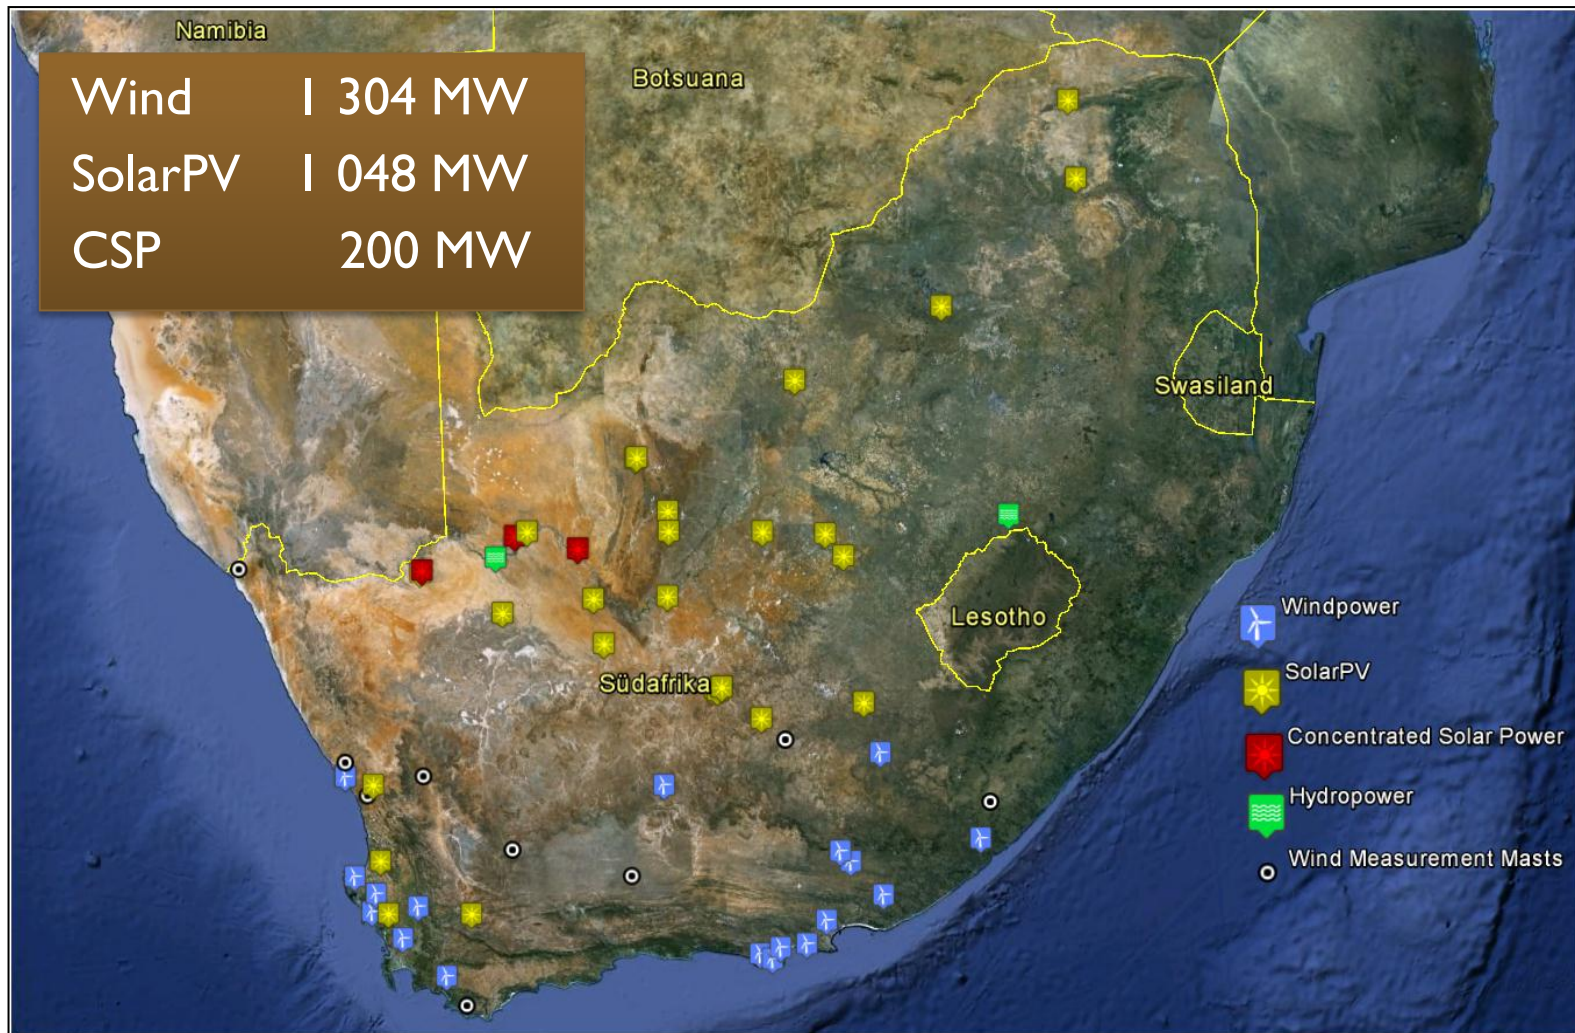 Namibia
Botsuana
Wind 1 304 MW
SolarPV 1 048 MW
CSP 200 MW
Swasiland
Lesotho
Südafrika
Windpower
SolarPV
Concentrated Solar Power
Hydropower
Wind Measurement Masts